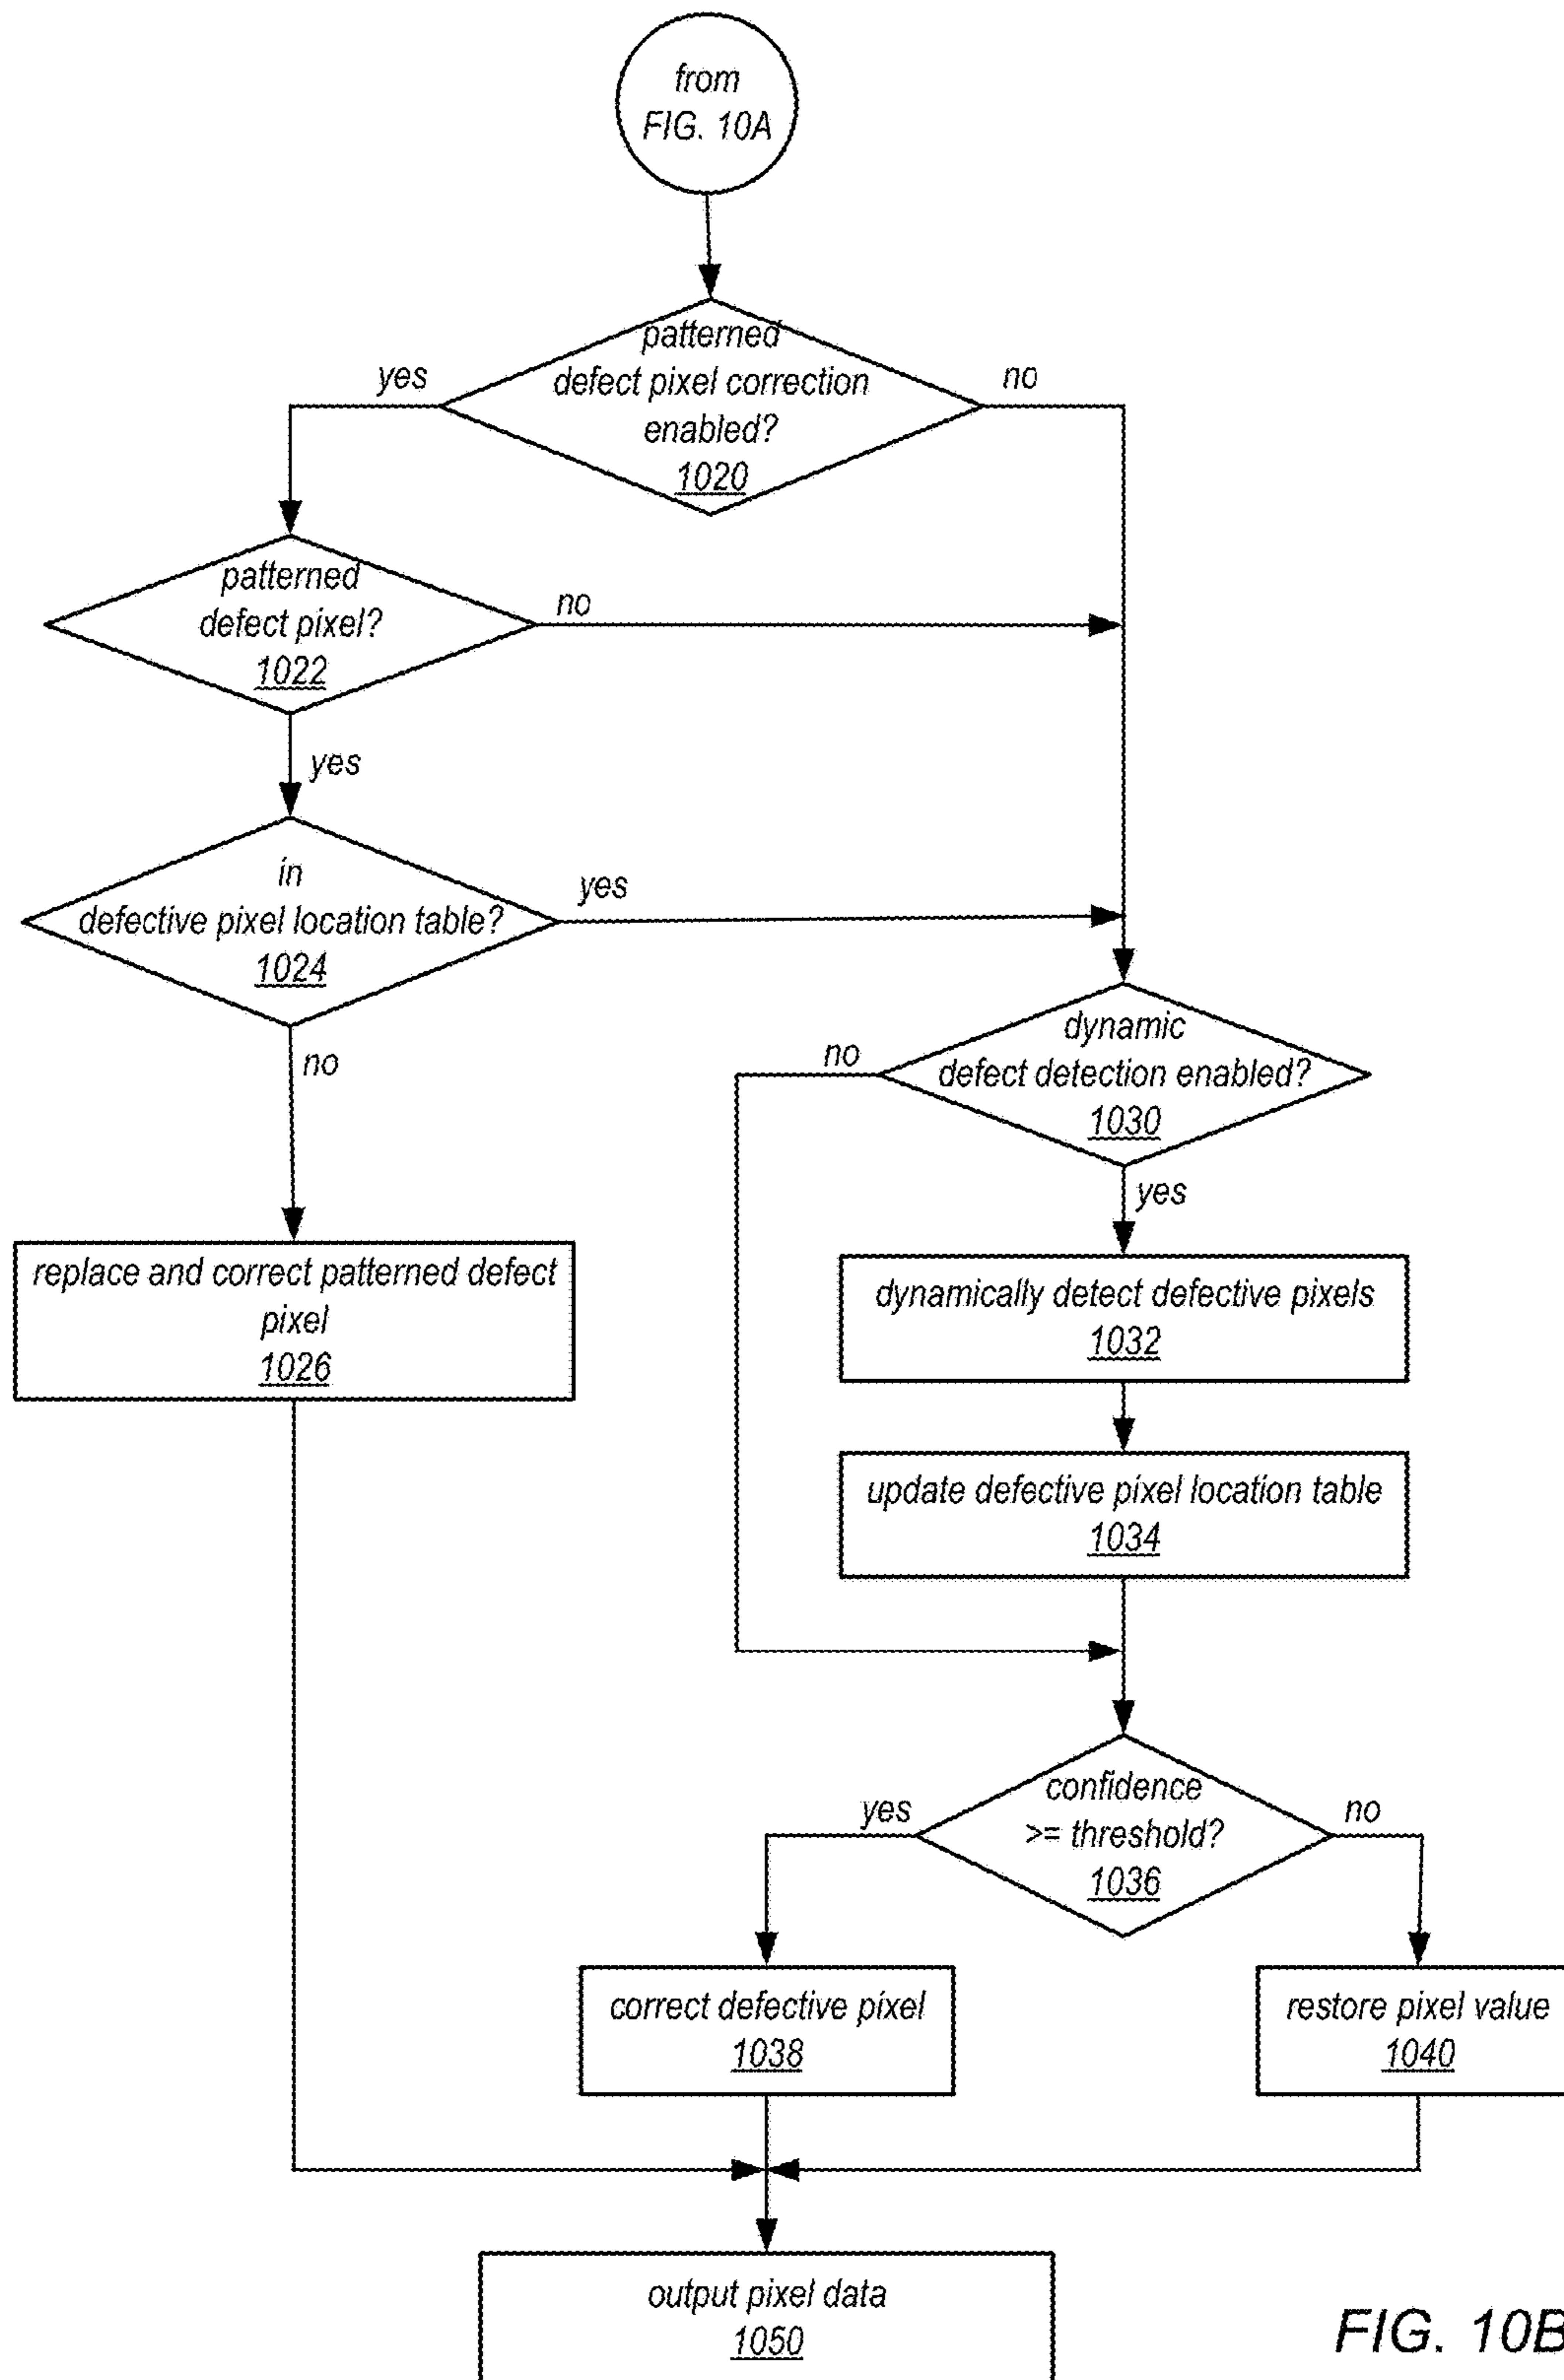 from
FIG. 10A
patterned
defect pixel correction
enabled?
1020
yes
no
patterned
defect pixel?
1022
no
yes
in
defective pixel location table?
1024
yes
no
dynamic
defect detection enabled?
1030
no
yes
replace and correct patterned defect
pixel
1026
dynamically detect defective pixels
1032
update defective pixel location table
1034
confidence
>= threshold?
1036
yes
no
correct defective pixel
1038
restore pixel value
1040
output pixel data
1050
FIG. 10B